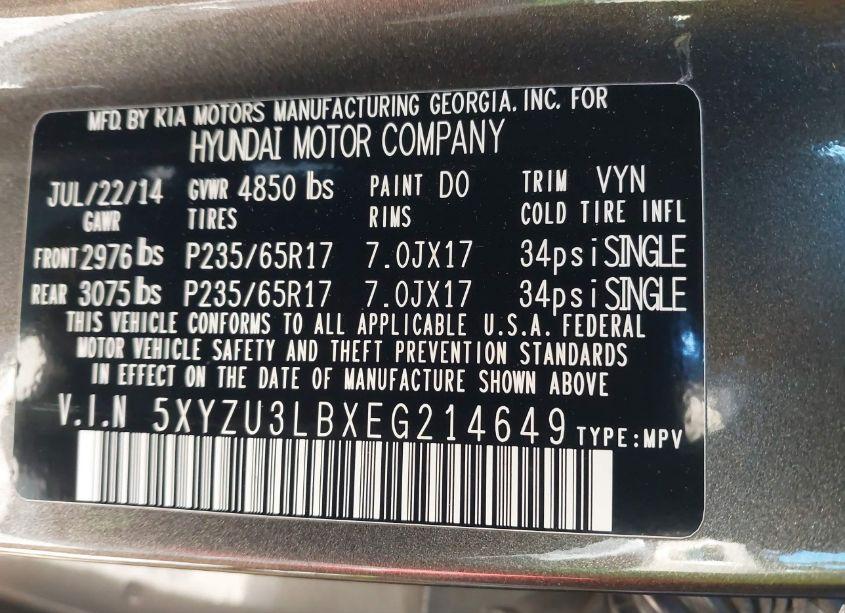 MFD. BY KIA MOTORS MANUFACTURING GEORGIA, INC. FOR
HYUNDAI MOTOR COMPANY
JUL/22/14 GVWR 4850 lbs PAINT DO TRIM VYN
GAWR TIRES RIMS COLD TIRE INFL
FRONT 2976 lbs P235/65R17 7.0JX17 34psi SINGLE
REAR 3075 lbs P235/65R17 7.0JX17 34psi SINGLE
THIS VEHICLE CONFORMS TO ALL APPLICABLE U.S.A. FEDERAL
MOTOR VEHICLE SAFETY AND THEFT PREVENTION STANDARDS
IN EFFECT ON THE DATE OF MANUFACTURE SHOWN ABOVE
V.I.N 5XYZU3LBXEG214649 TYPE:MPV